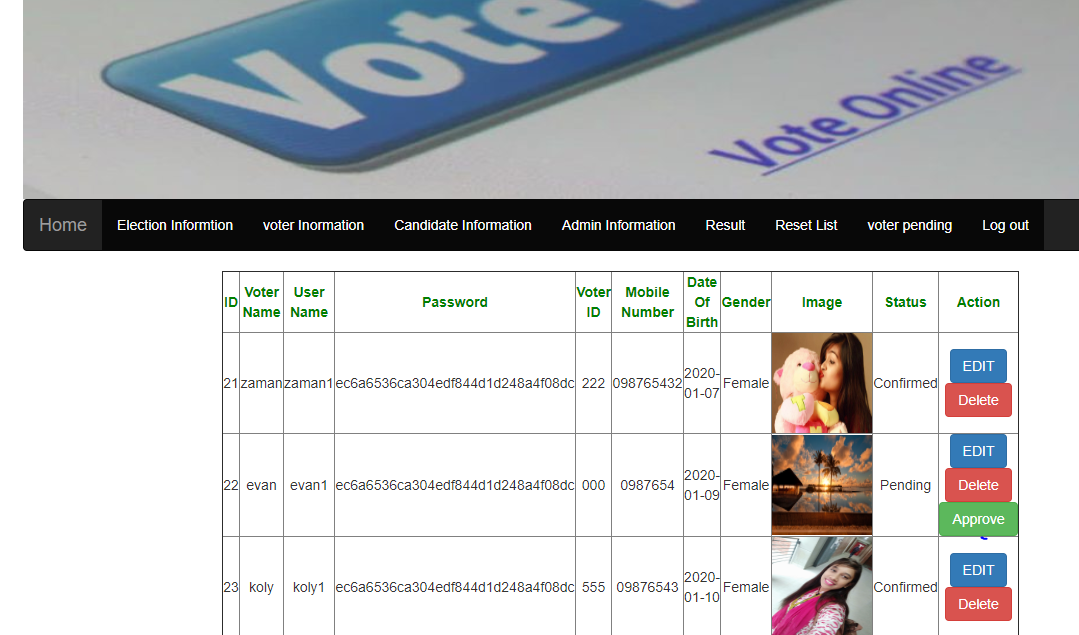 Vote
Vote Online
Home Election Informtion voter Inormation Candidate Information Admin Information Result Reset List voter pending Log out
ID Voter Name User Name Password Voter ID Mobile Number Date Of Birth Gender Image Status Action
21 zaman zaman1 ec6a6536ca304edf844d1d248a4f08dc 222 098765432 2020-01-07 Female Confirmed EDIT Delete
22 evan evan1 ec6a6536ca304edf844d1d248a4f08dc 000 0987654 2020-01-09 Female Pending EDIT Delete Approve
23 koly koly1 ec6a6536ca304edf844d1d248a4f08dc 555 09876543 2020-01-10 Female Confirmed EDIT Delete